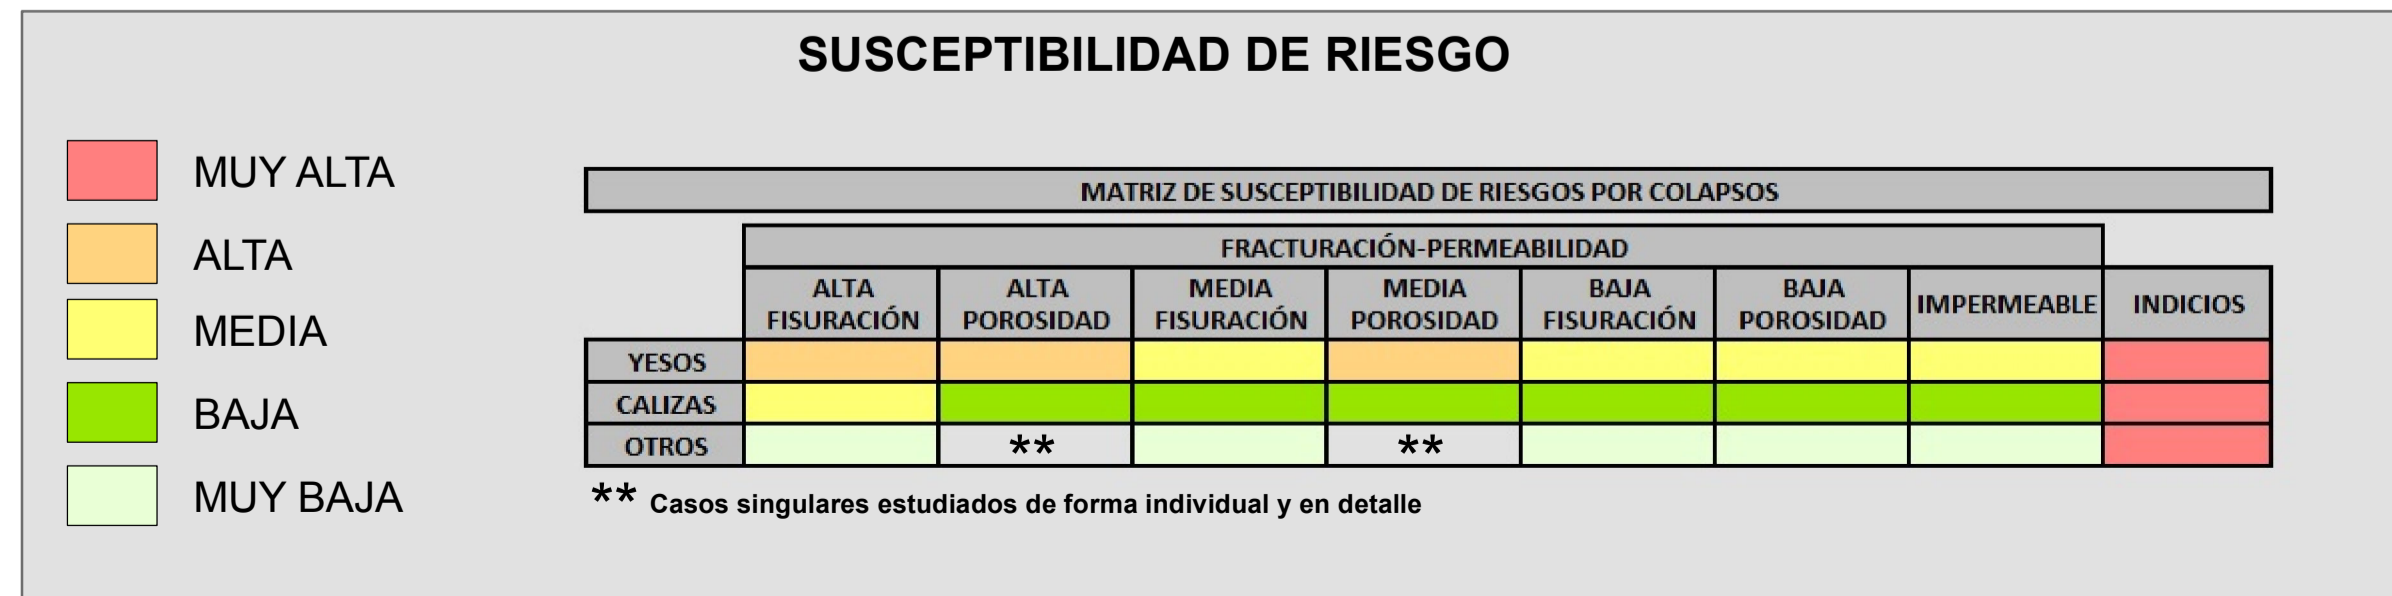 SUSCEPTIBILIDAD DE RIESGO
MUY ALTA
ALTA
MEDIA
BAJA
MUY BAJA
MATRIZ DE SUSCEPTIBILIDAD DE RIESGOS POR COLAPSOS
FRACTURACIÓN-PERMEABILIDAD
ALTA
FISURACIÓN
ALTA
POROSIDAD
MEDIA
FISURACIÓN
MEDIA
POROSIDAD
BAJA
FISURACIÓN
BAJA
POROSIDAD
IMPERMEABLE
INDICIOS
YESOS
CALIZAS
OTROS
**
**
** Casos singulares estudiados de forma individual y en detalle